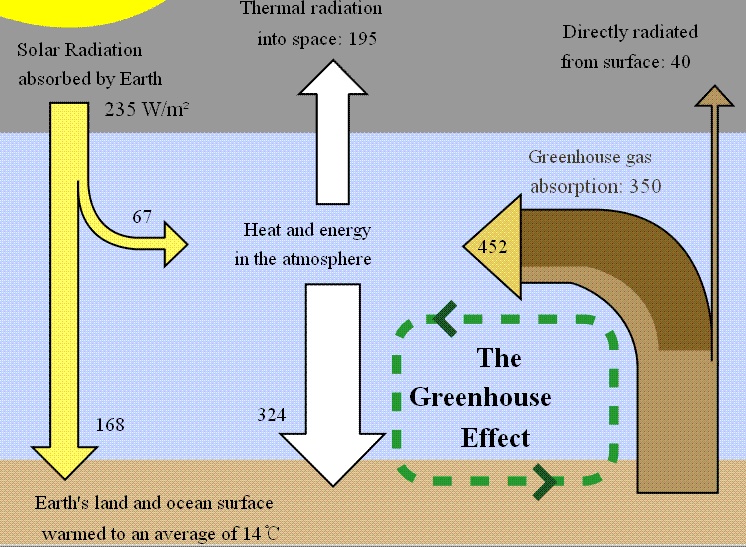 Thermal radiation
into space: 195
Directly radiated
from surface: 40
Solar Radiation
absorbed by Earth
235 W/m²
Greenhouse gas
absorption: 350
67
Heat and energy
in the atmosphere
452
The
Greenhouse
Effect
324
168
Earth's land and ocean surface
warmed to an average of 14℃